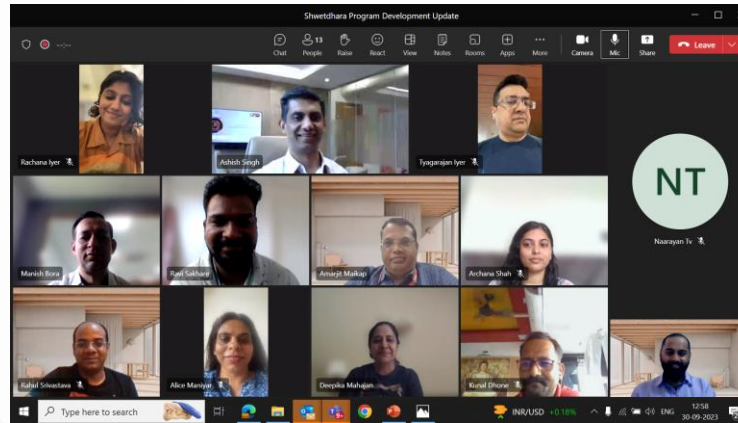 Shwetdhara Program Development Update
13
Chat People Raise React View Notes Rooms Apps More Camera Mic Share Leave
Rachana Iyer
Ashish Singh
Tyagarajan Iyer
NT
Naarayan Tv
Manish Bora
Ravi Sakhare
Amarjit Maikap
Archana Shah
Rahul Srivastava
Alice Maniyar
Deepika Mahajan
Kunal Dhone
Type here to search
INR/USD +0.18%
ENG
12:58
30-09-2023